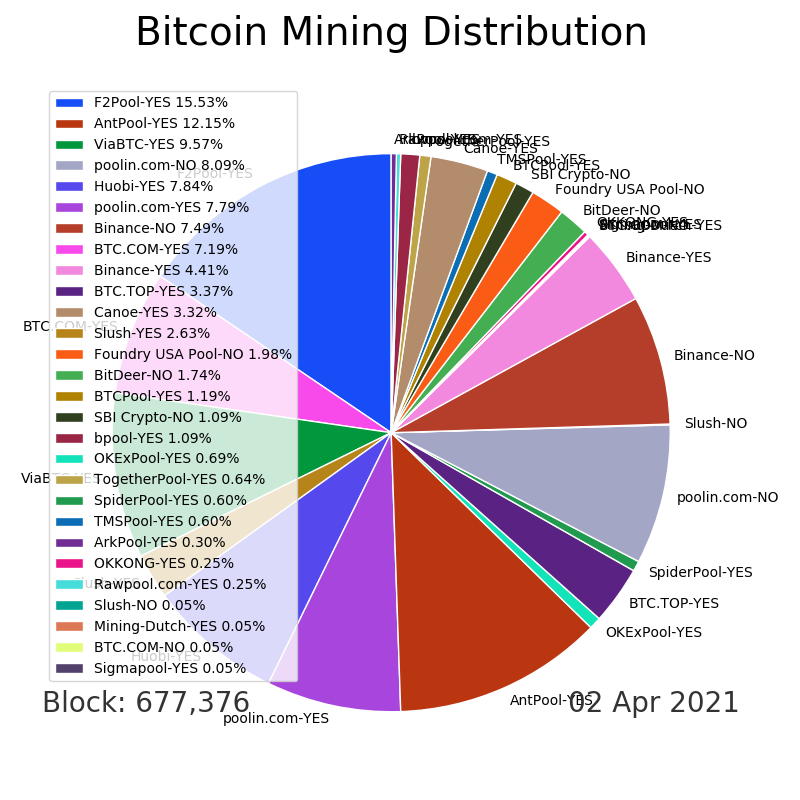 Bitcoin Mining Distribution
F2Pool-YES 15.53%
AntPool-YES 12.15%
ViaBTC-YES 9.57%
poolin.com-NO 8.09%
Huobi-YES 7.84%
poolin.com-YES 7.79%
Binance-NO 7.49%
BTC.COM-YES 7.19%
Binance-YES 4.41%
BTC.TOP-YES 3.37%
Canoe-YES 3.32%
Slush-YES 2.63%
Foundry USA Pool-NO 1.98%
BitDeer-NO 1.74%
BTCPool-YES 1.19%
SBI Crypto-NO 1.09%
bpool-YES 1.09%
OKExPool-YES 0.69%
TogetherPool-YES 0.64%
SpiderPool-YES 0.60%
TMSPool-YES 0.60%
ArkPool-YES 0.30%
OKKONG-YES 0.25%
Rawpool.com-YES 0.25%
Slush-NO 0.05%
Mining-Dutch-YES 0.05%
BTC.COM-NO 0.05%
Sigmapool-YES 0.05%
TogetherPool-YES
Canoe-YES
TMSPool-YES
BTCPool-YES
SBI Crypto-NO
Foundry USA Pool-NO
BitDeer-NO
OKKONG-YES
Binance-YES
Binance-NO
Slush-NO
poolin.com-NO
SpiderPool-YES
BTC.TOP-YES
OKExPool-YES
AntPool-YES
poolin.com-YES
Huobi-YES
Slush-YES
ViaBTC-YES
BTC.COM-YES
F2Pool-YES
Block: 677,376
02 Apr 2021